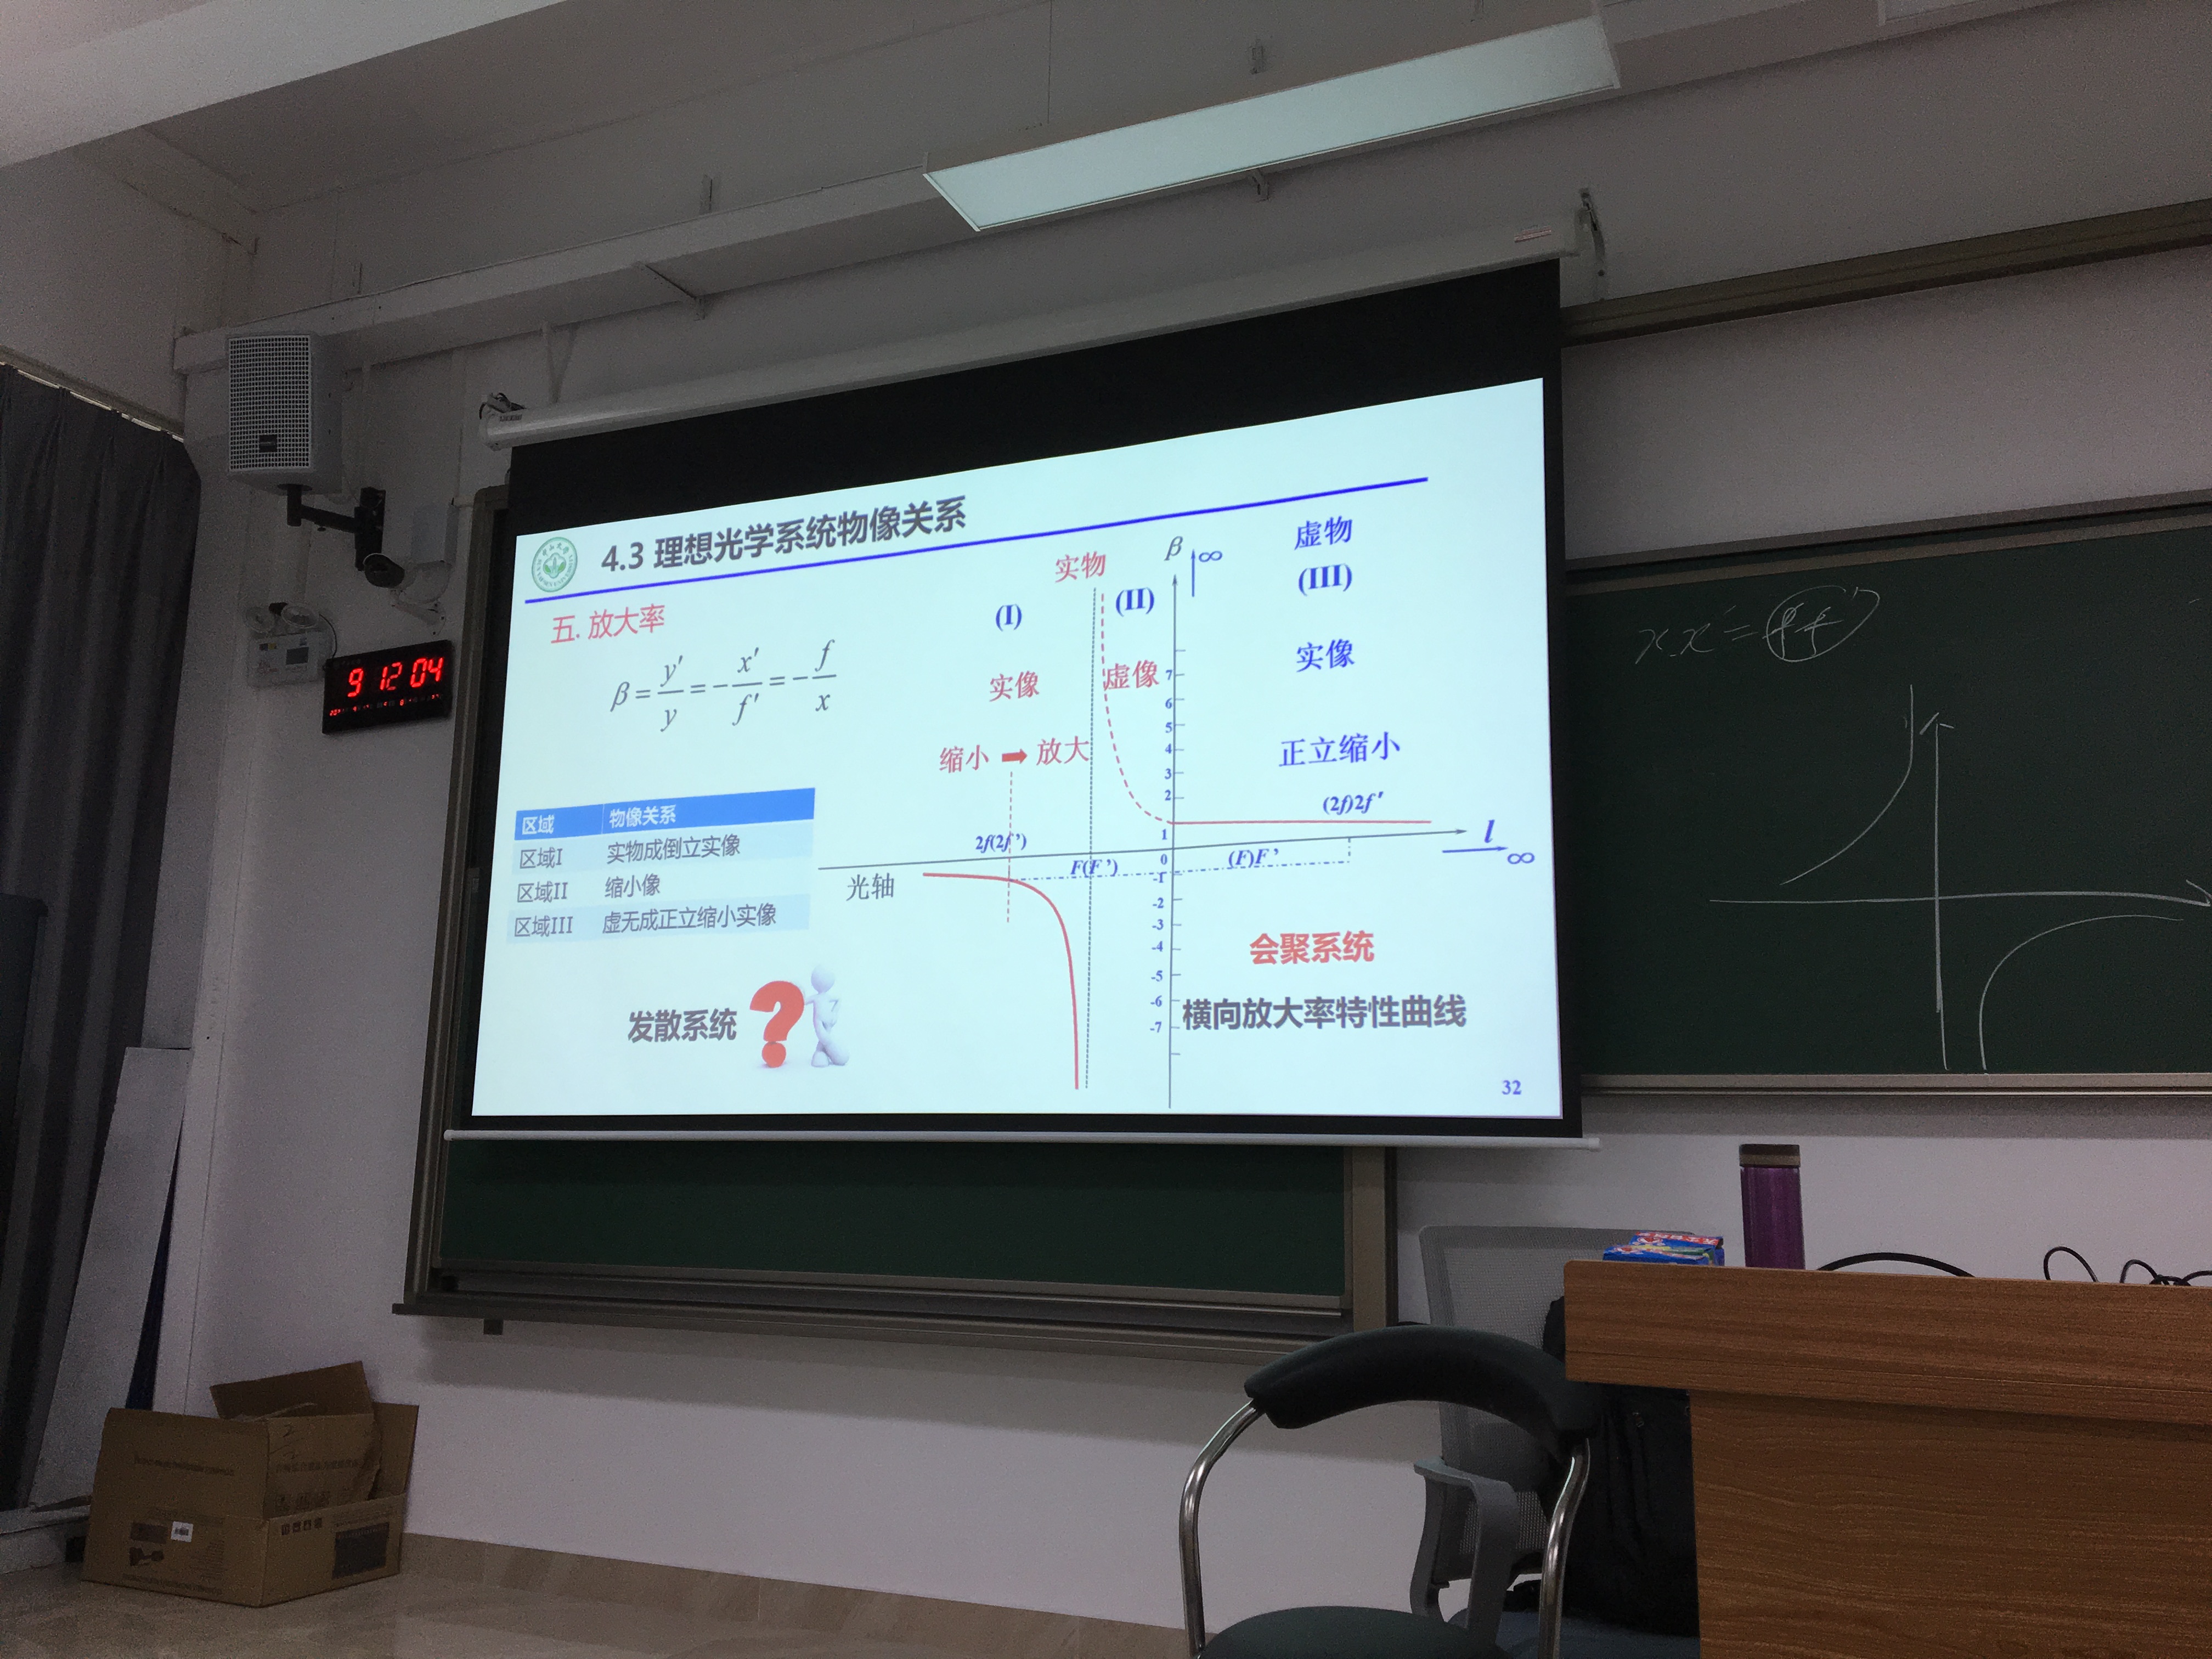 4.3 理想光学系统物像关系
五. 放大率
β = y′/y = − x′/f′ = − f/x
区域 物像关系
区域I 实物成倒立实像
区域II 缩小像
区域III 虚无成正立缩小实像
发散系统
?
实物
β
∞
虚物
(I)
(II)
(III)
实像
虚像
实像
缩小
放大
正立缩小
7
6
5
4
3
2
1
0
-1
-2
-3
-4
-5
-6
-7
(2f)2f′
2f(2f’)
F(F’)
(F)F’
l
∞
光轴
会聚系统
横向放大率特性曲线
32
9 12 04
xx′=ff′